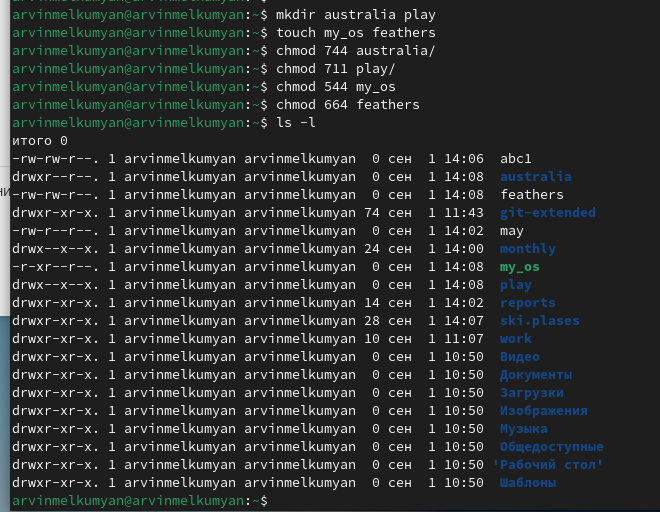 arvinmelkumyan@arvinmelkumyan:~$ mkdir australia play
arvinmelkumyan@arvinmelkumyan:~$ touch my_os feathers
arvinmelkumyan@arvinmelkumyan:~$ chmod 744 australia/
arvinmelkumyan@arvinmelkumyan:~$ chmod 711 play/
arvinmelkumyan@arvinmelkumyan:~$ chmod 544 my_os
arvinmelkumyan@arvinmelkumyan:~$ chmod 664 feathers
arvinmelkumyan@arvinmelkumyan:~$ ls -l
итого 0
-rw-rw-r--. 1 arvinmelkumyan arvinmelkumyan  0 сен  1 14:06  abc1
drwxr--r--. 1 arvinmelkumyan arvinmelkumyan  0 сен  1 14:08  australia
-rw-rw-r--. 1 arvinmelkumyan arvinmelkumyan  0 сен  1 14:08  feathers
drwxr-xr-x. 1 arvinmelkumyan arvinmelkumyan 74 сен  1 11:43  git-extended
-rw-r--r--. 1 arvinmelkumyan arvinmelkumyan  0 сен  1 14:02  may
drwx--x--x. 1 arvinmelkumyan arvinmelkumyan 24 сен  1 14:00  monthly
-r-xr--r--. 1 arvinmelkumyan arvinmelkumyan  0 сен  1 14:08  my_os
drwx--x--x. 1 arvinmelkumyan arvinmelkumyan  0 сен  1 14:08  play
drwxr-xr-x. 1 arvinmelkumyan arvinmelkumyan 14 сен  1 14:02  reports
drwxr-xr-x. 1 arvinmelkumyan arvinmelkumyan 28 сен  1 14:07  ski.plases
drwxr-xr-x. 1 arvinmelkumyan arvinmelkumyan 10 сен  1 11:07  work
drwxr-xr-x. 1 arvinmelkumyan arvinmelkumyan  0 сен  1 10:50  Видео
drwxr-xr-x. 1 arvinmelkumyan arvinmelkumyan  0 сен  1 10:50  Документы
drwxr-xr-x. 1 arvinmelkumyan arvinmelkumyan  0 сен  1 10:50  Загрузки
drwxr-xr-x. 1 arvinmelkumyan arvinmelkumyan  0 сен  1 10:50  Изображения
drwxr-xr-x. 1 arvinmelkumyan arvinmelkumyan  0 сен  1 10:50  Музыка
drwxr-xr-x. 1 arvinmelkumyan arvinmelkumyan  0 сен  1 10:50  Общедоступные
drwxr-xr-x. 1 arvinmelkumyan arvinmelkumyan  0 сен  1 10:50 'Рабочий стол'
drwxr-xr-x. 1 arvinmelkumyan arvinmelkumyan  0 сен  1 10:50  Шаблоны
arvinmelkumyan@arvinmelkumyan:~$